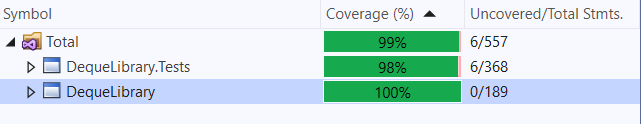 Symbol Coverage (%) Uncovered/Total Stmts.
Total 99% 6/557
DequeLibrary.Tests 98% 6/368
DequeLibrary 100% 0/189